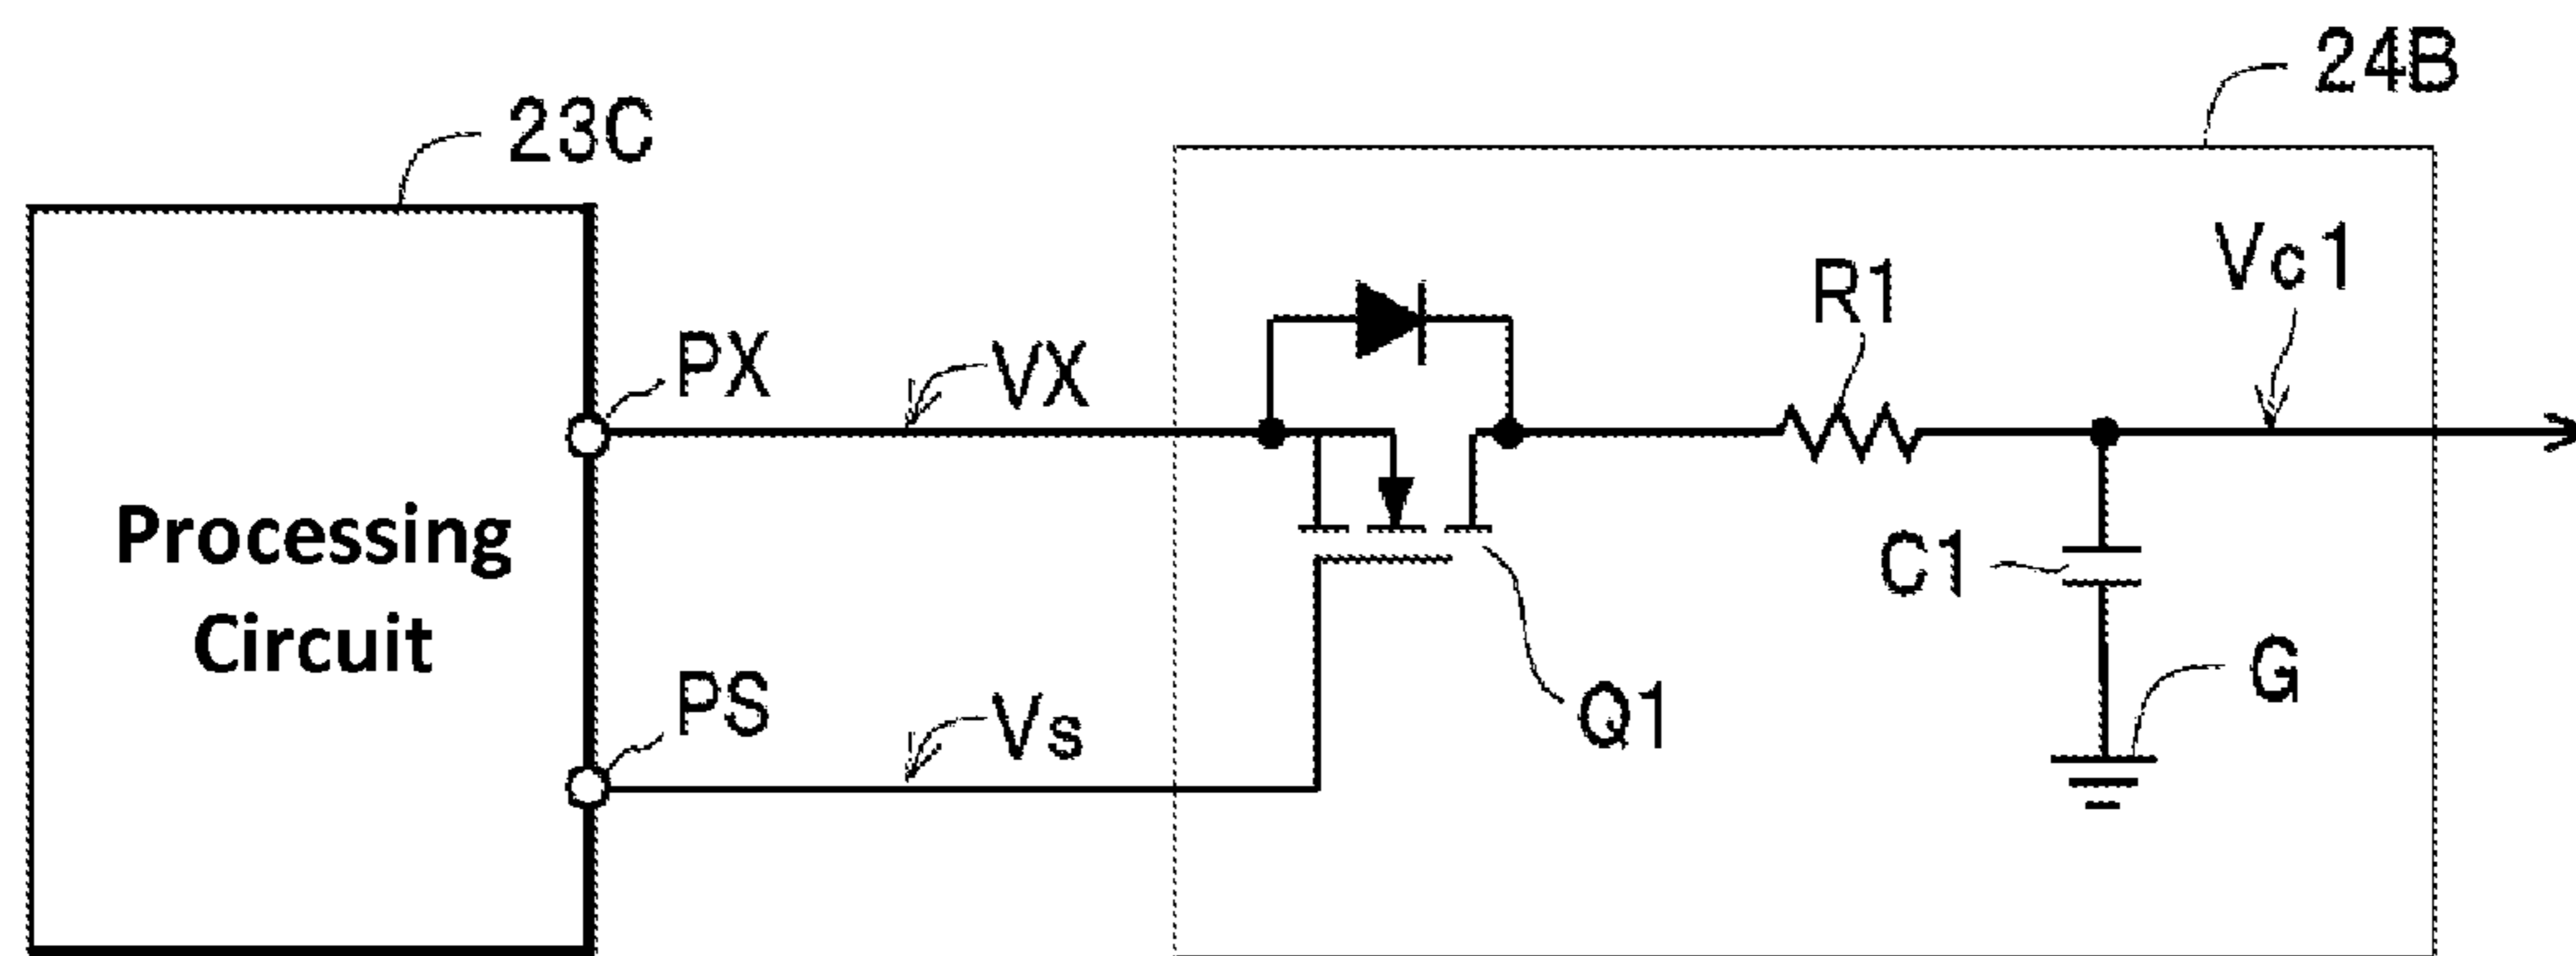 24B
23C
Vc1
R1
PX
VX
Processing
Circuit
C1
G
PS
Vs
Q1